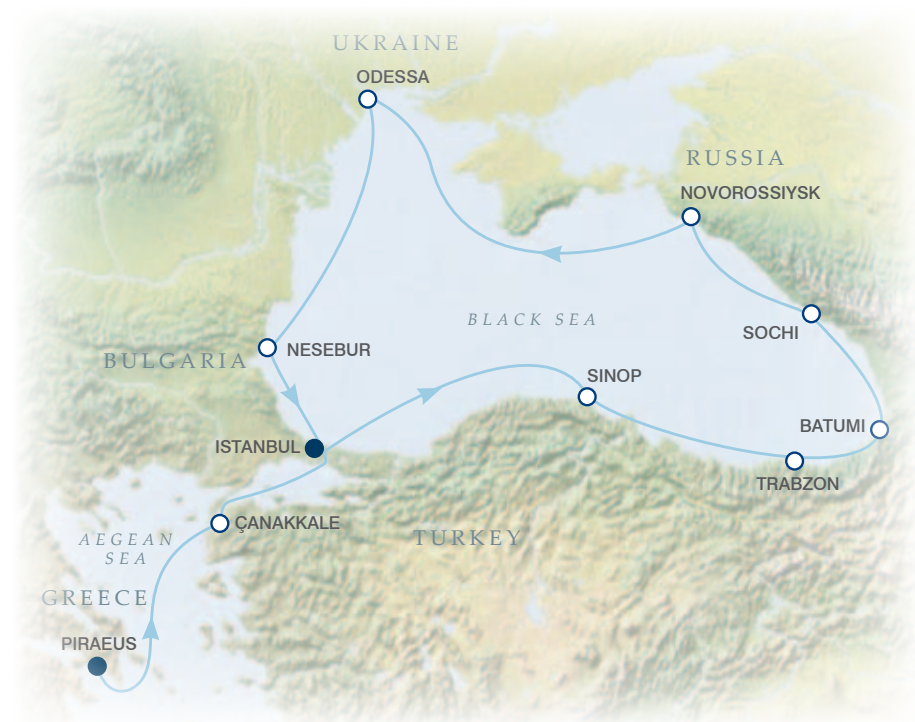 UKRAINE
ODESSA
RUSSIA
NOVOROSSIYSK
BLACK SEA
SOCHI
NESEBUR
BULGARIA
SINOP
BATUMI
ISTANBUL
TRABZON
ÇANAKKALE
TURKEY
AEGEAN
SEA
GREECE
PIRAEUS